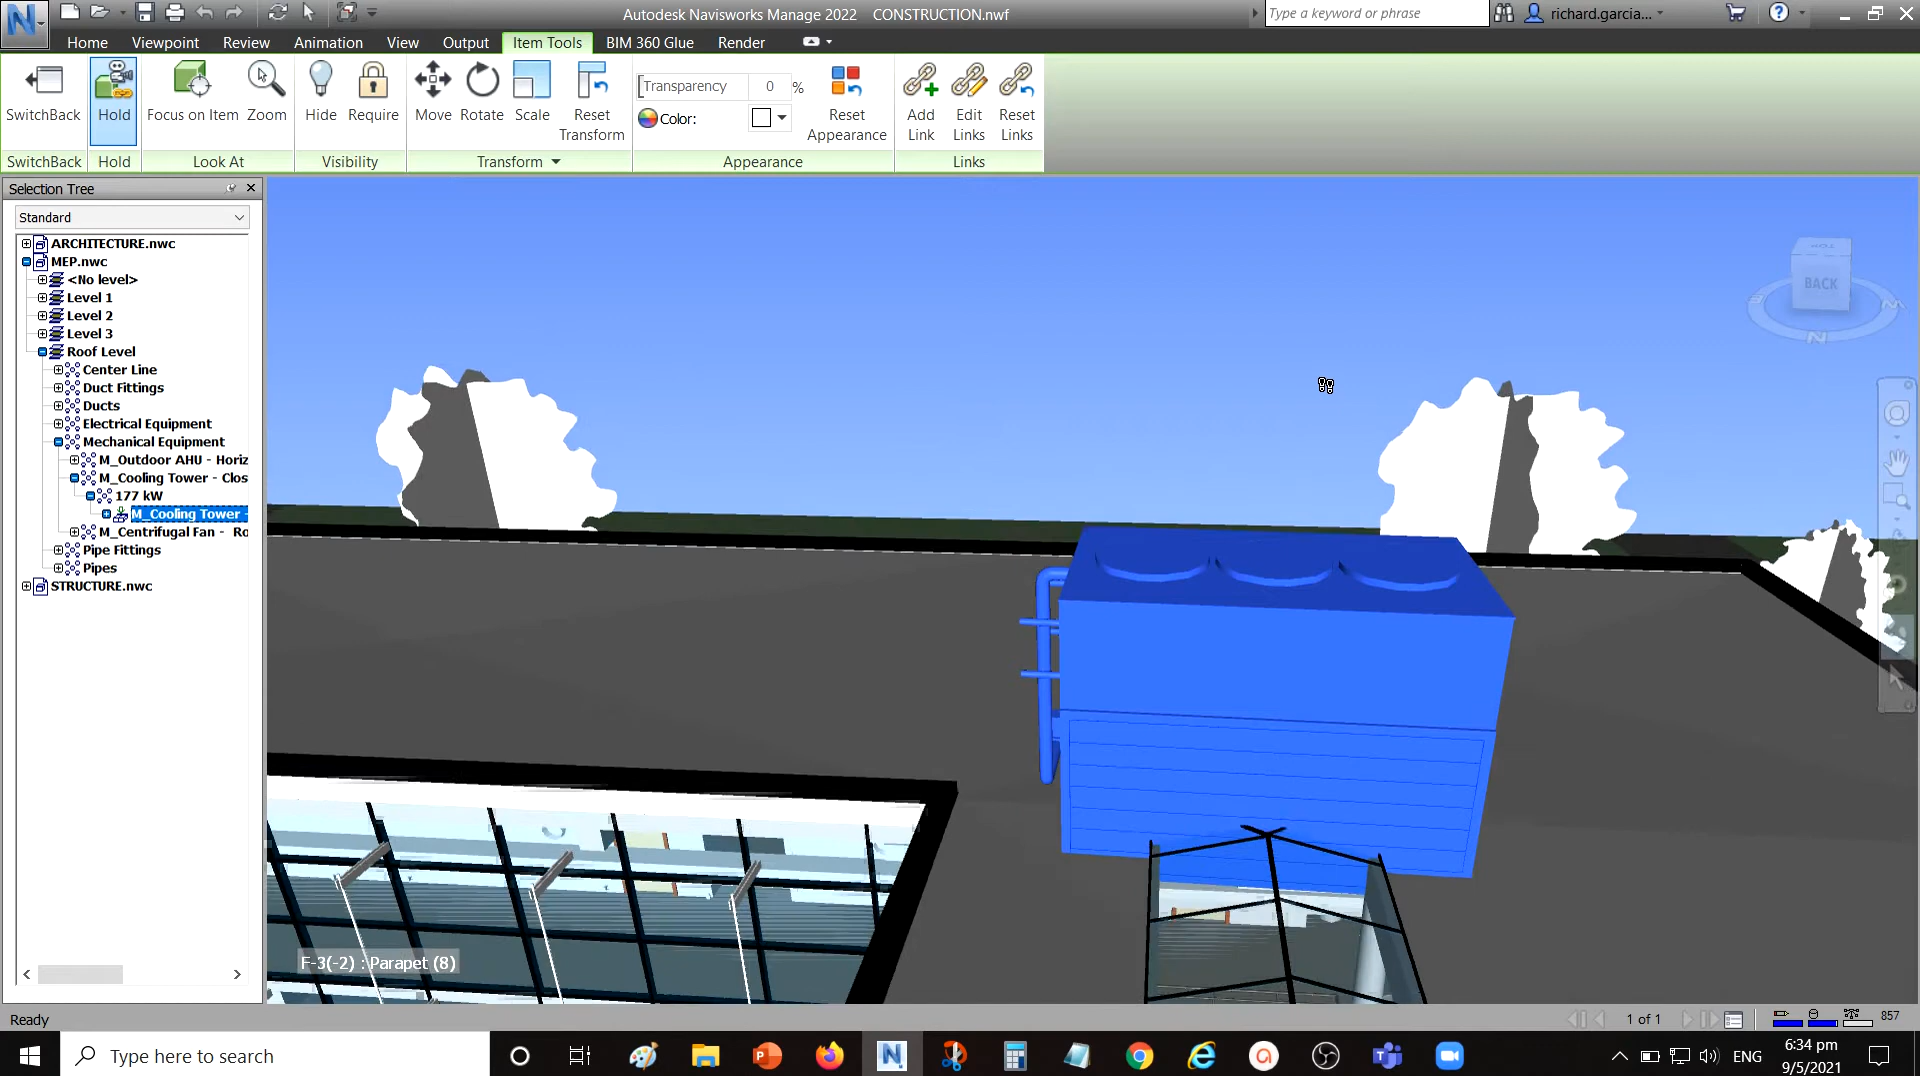 Autodesk Navisworks Manage 2022 CONSTRUCTION.nwf
Type a keyword or phrase
richard.garcia...
Home Viewpoint Review Animation View Output Item Tools BIM 360 Glue Render
SwitchBack Hold Focus on Item Zoom Hide Require Move Rotate Scale Reset Transform
Transparency 0 %
Color:
Reset Appearance Add Link Edit Links Reset Links
SwitchBack Hold Look At Visibility Transform Appearance Links
Selection Tree
Standard
ARCHITECTURE.nwc
MEP.nwc
<No level>
Level 1
Level 2
Level 3
Roof Level
Center Line
Duct Fittings
Ducts
Electrical Equipment
Mechanical Equipment
M_Outdoor AHU - Horiz
M_Cooling Tower - Clos
177 kW
M_Cooling Tower -
M_Centrifugal Fan - Ro
Pipe Fittings
Pipes
STRUCTURE.nwc
TOP
BACK
N
F-3(-2) : Parapet (8)
Ready
1 of 1
857
Type here to search
ENG
6:34 pm
9/5/2021